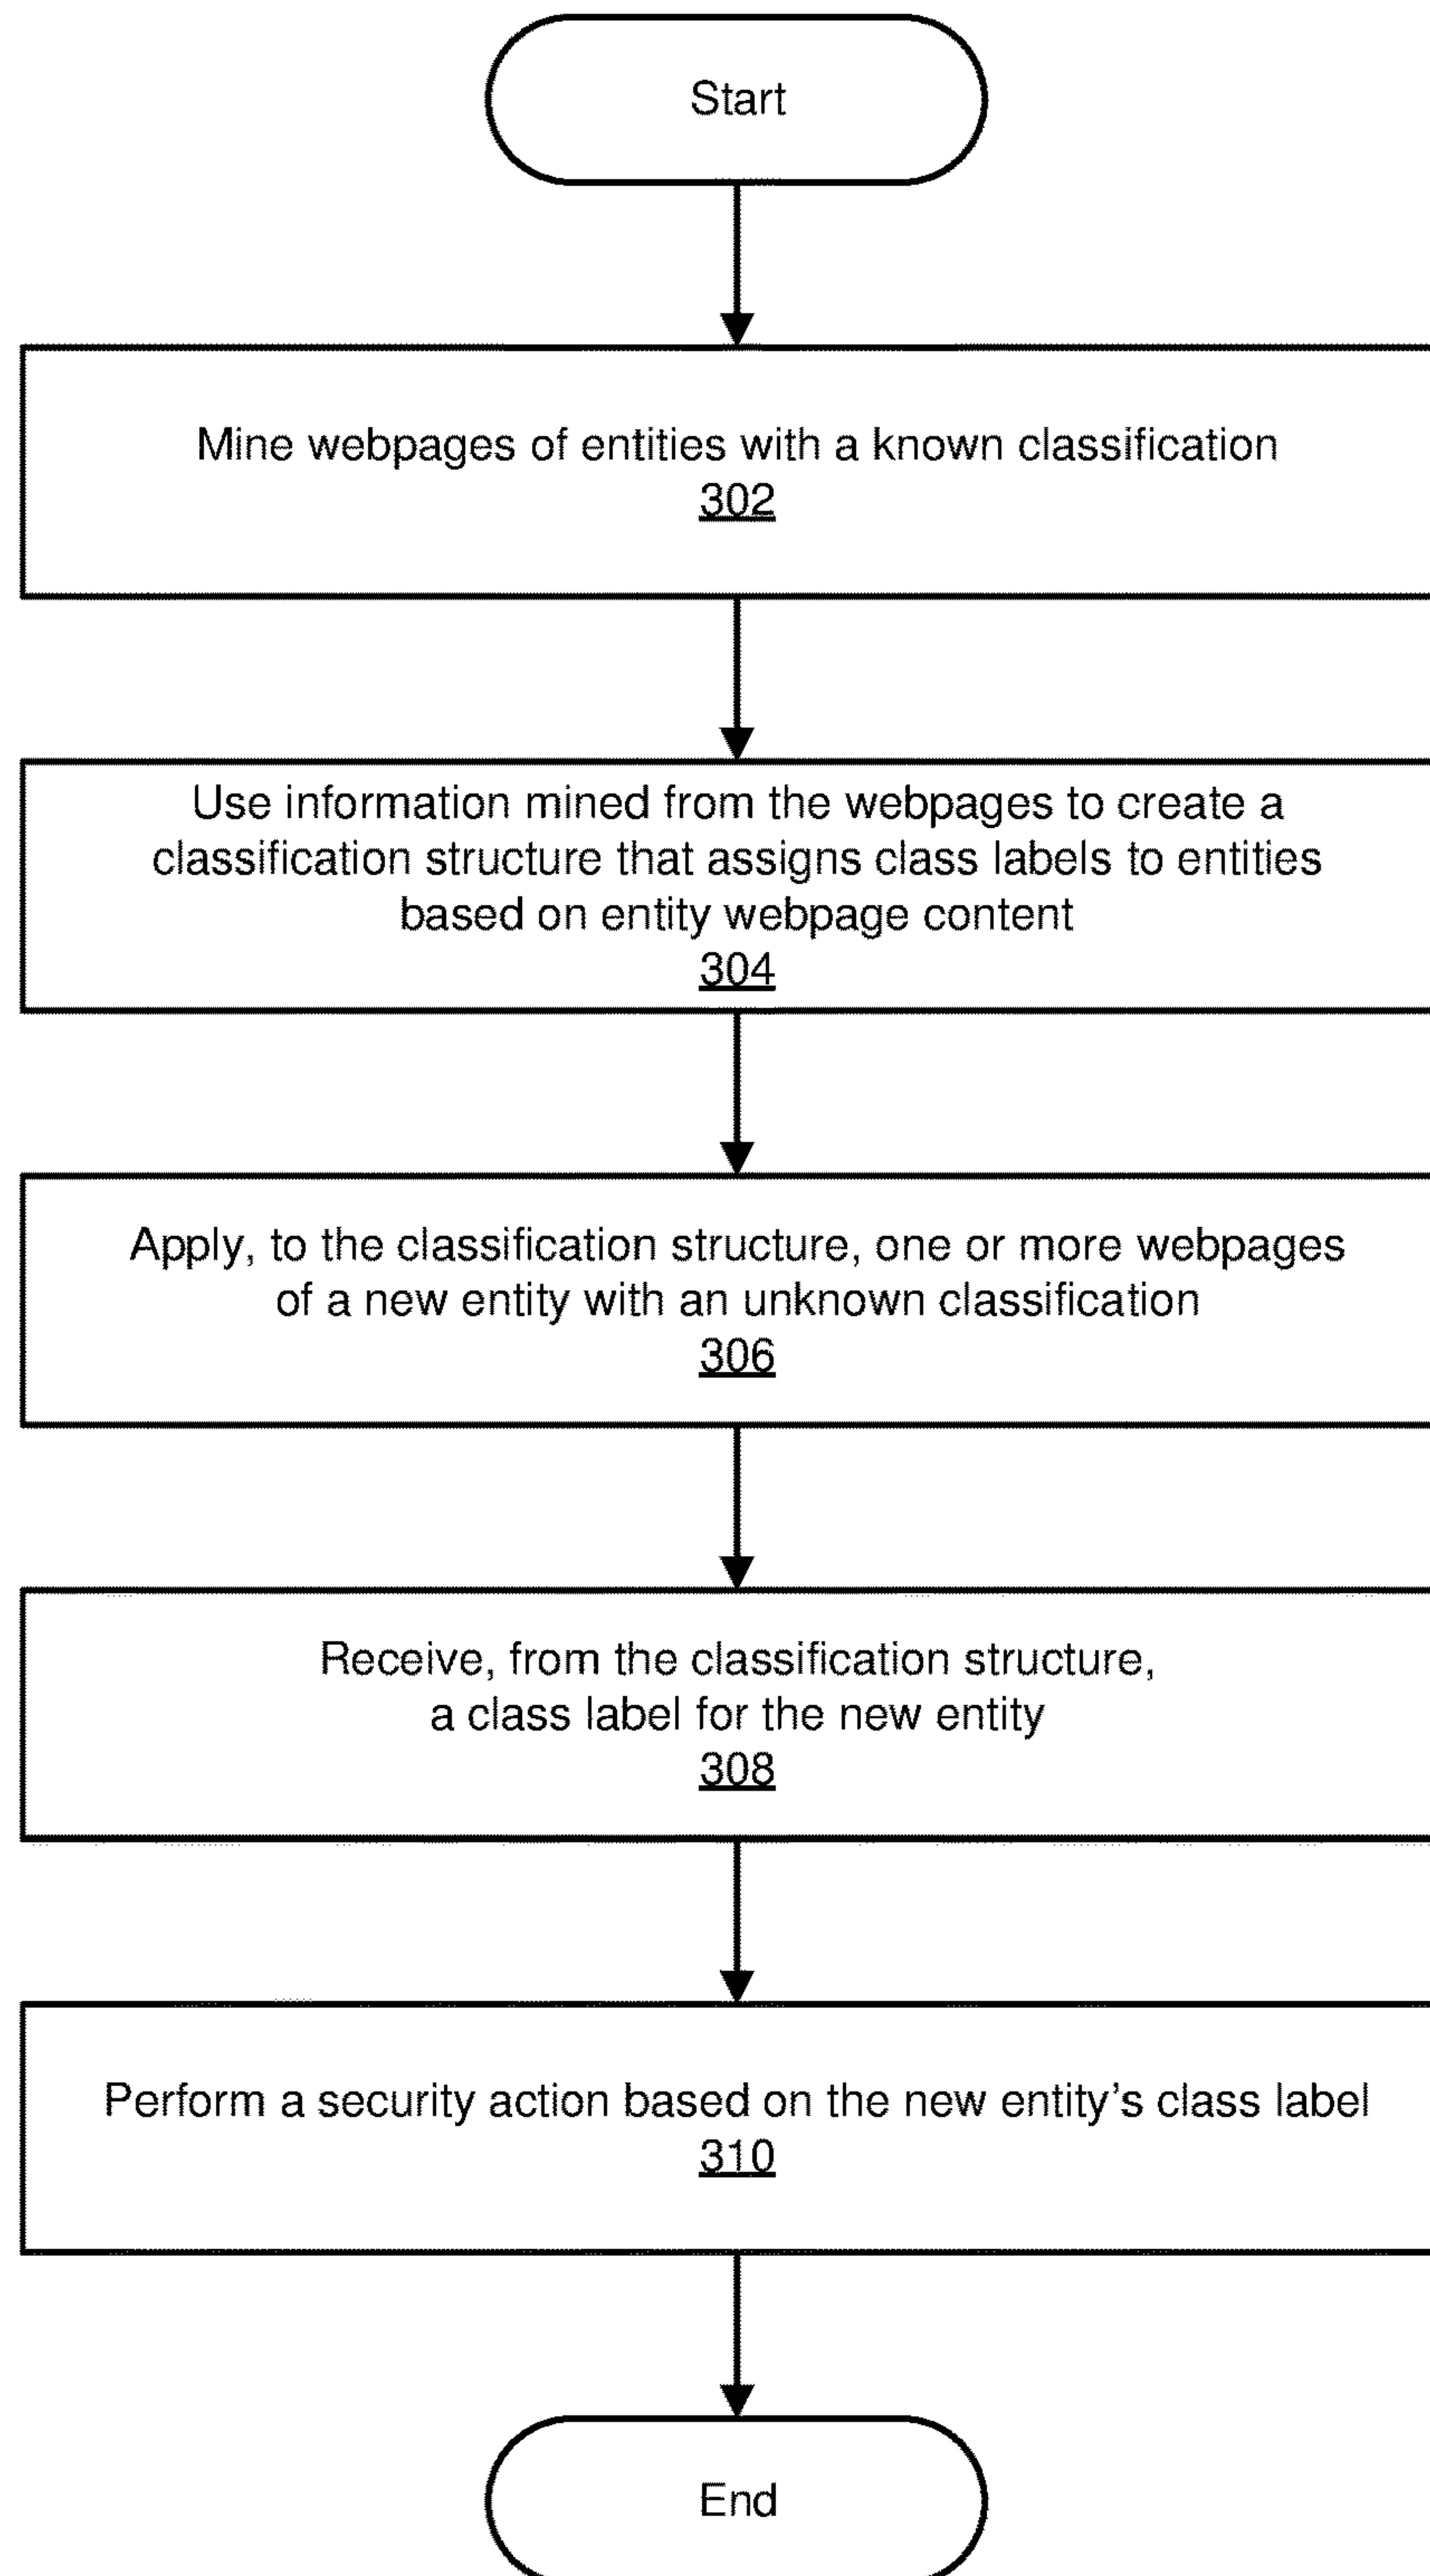 Start
Mine webpages of entities with a known classification
302
Use information mined from the webpages to create a
classification structure that assigns class labels to entities
based on entity webpage content
304
Apply, to the classification structure, one or more webpages
of a new entity with an unknown classification
306
Receive, from the classification structure,
a class label for the new entity
308
Perform a security action based on the new entity’s class label
310
End